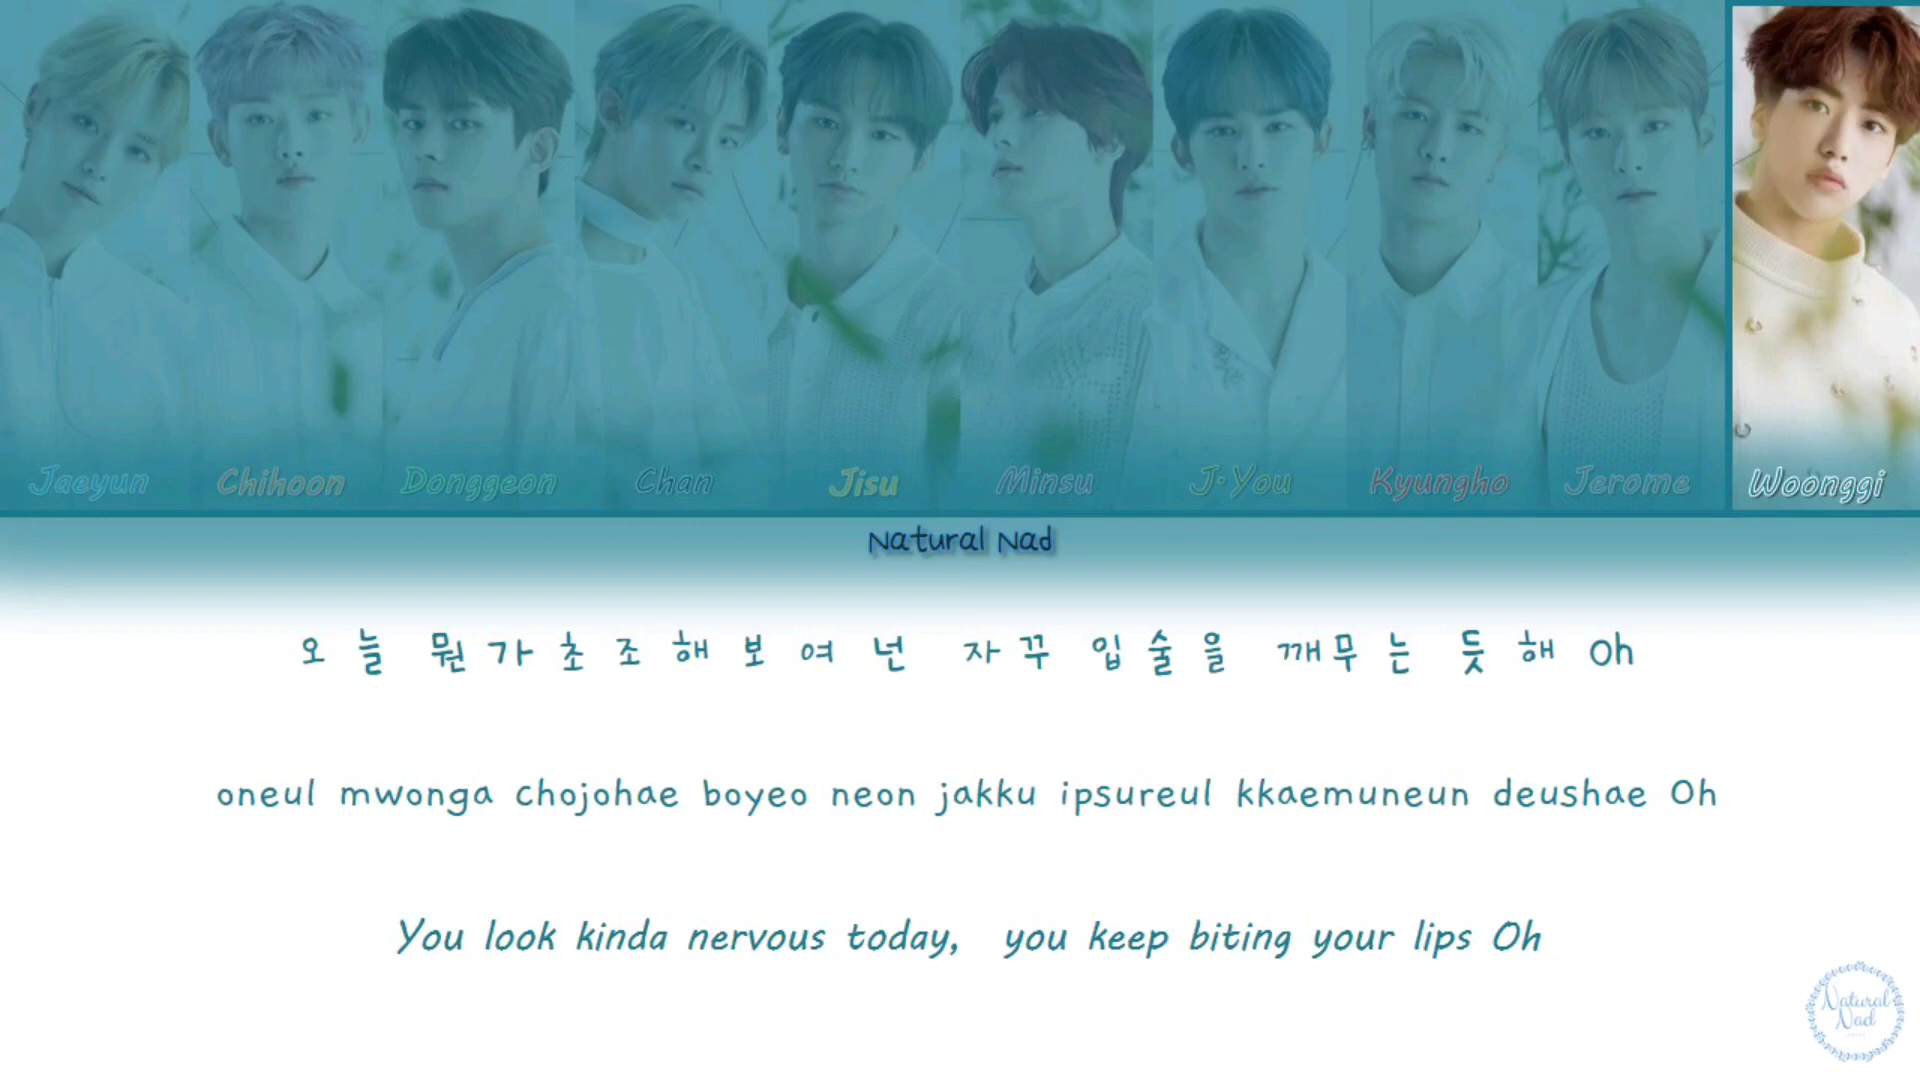 Jaeyun Chihoon Donggeon Chan Jisu Minsu J·You Kyungho Jerome Woonggi
Natural Nad
오늘 뭔가초조해보여넌 자꾸 입술을 깨무는 듯해 Oh
oneul mwonga chojohae boyeo neon jakku ipsureul kkaemuneun deushae Oh
You look kinda nervous today, you keep biting your lips Oh
Natural
Nad